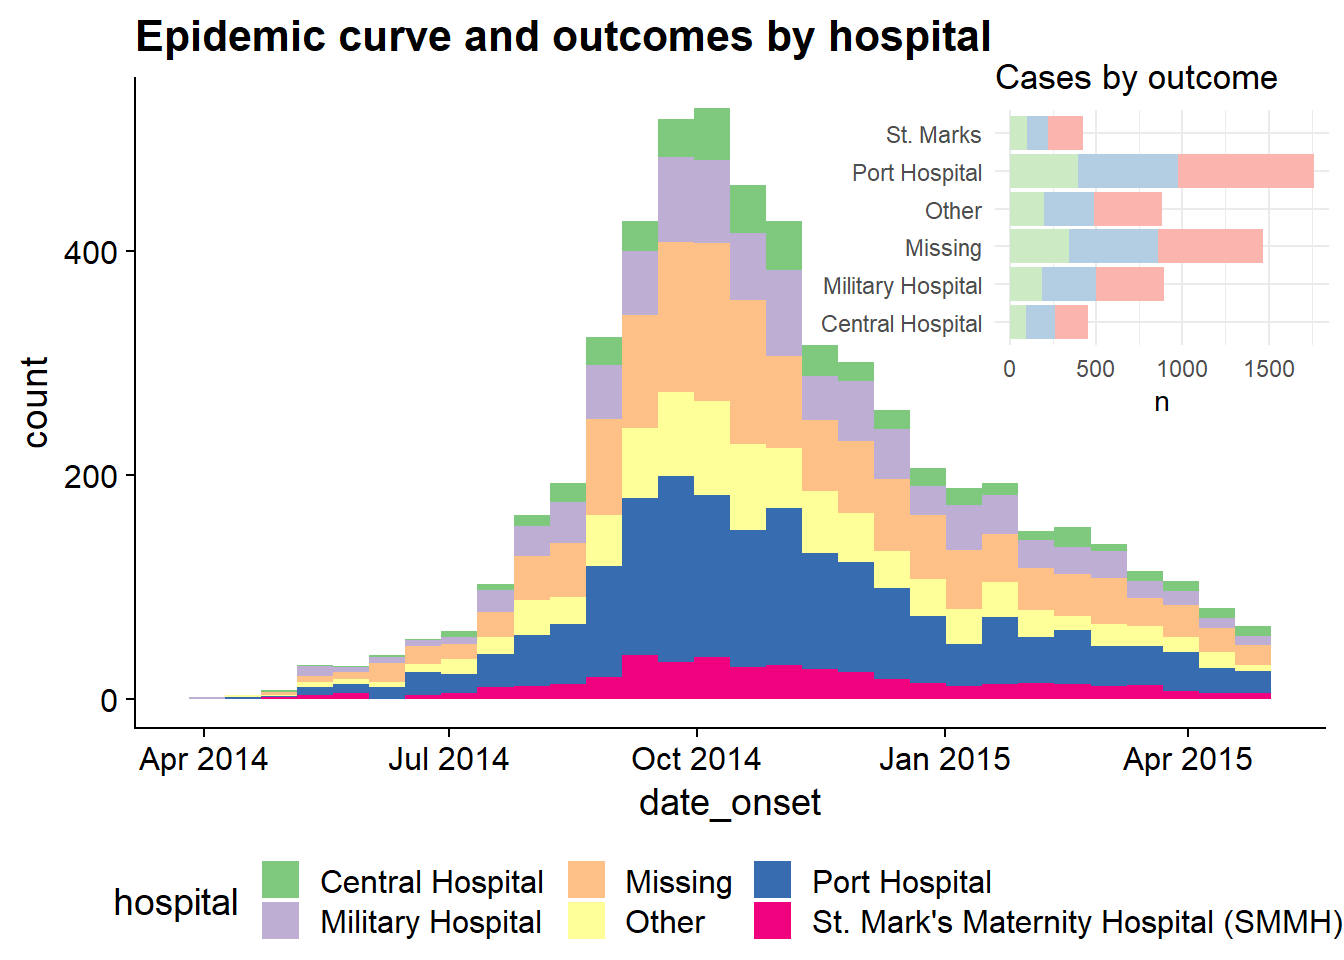 Epidemic curve and outcomes by hospital
Cases by outcome
St. Marks
Port Hospital
Other
Missing
Military Hospital
Central Hospital
0 500 1000 1500
n
count
400
200
0
Apr 2014 Jul 2014 Oct 2014 Jan 2015 Apr 2015
date_onset
hospital
Central Hospital Missing Port Hospital
Military Hospital Other St. Mark's Maternity Hospital (SMMH)